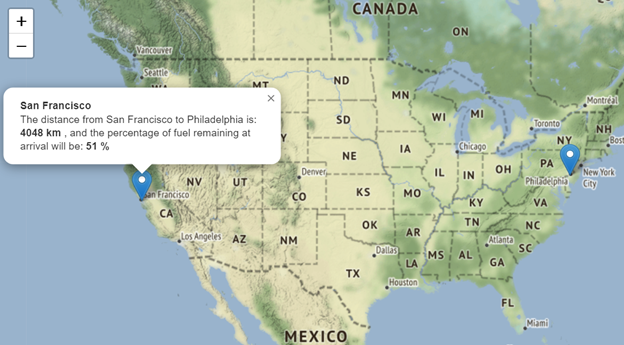 +
−
CANADA
ON
Vancouver
Seattle
WA
MT
ND
MN
Montréal
San Francisco
×
The distance from San Francisco to Philadelphia is:
4048 km , and the percentage of fuel remaining at
arrival will be: 51 %
SD
WI
MI
Toronto
NY
NH
Bost
WY
NE
IA
Chicago
IL
IN
OH
PA
New York
City
Philadelphia
San Francisco
NV
UT
Denver
CO
KS
MO
KY
VA
CA
Los Angeles
AZ
NM
OK
AR
TN
NC
SC
Atlanta
Dallas
TX
LA
MS
AL
GA
Houston
FL
Miami
MEXICO